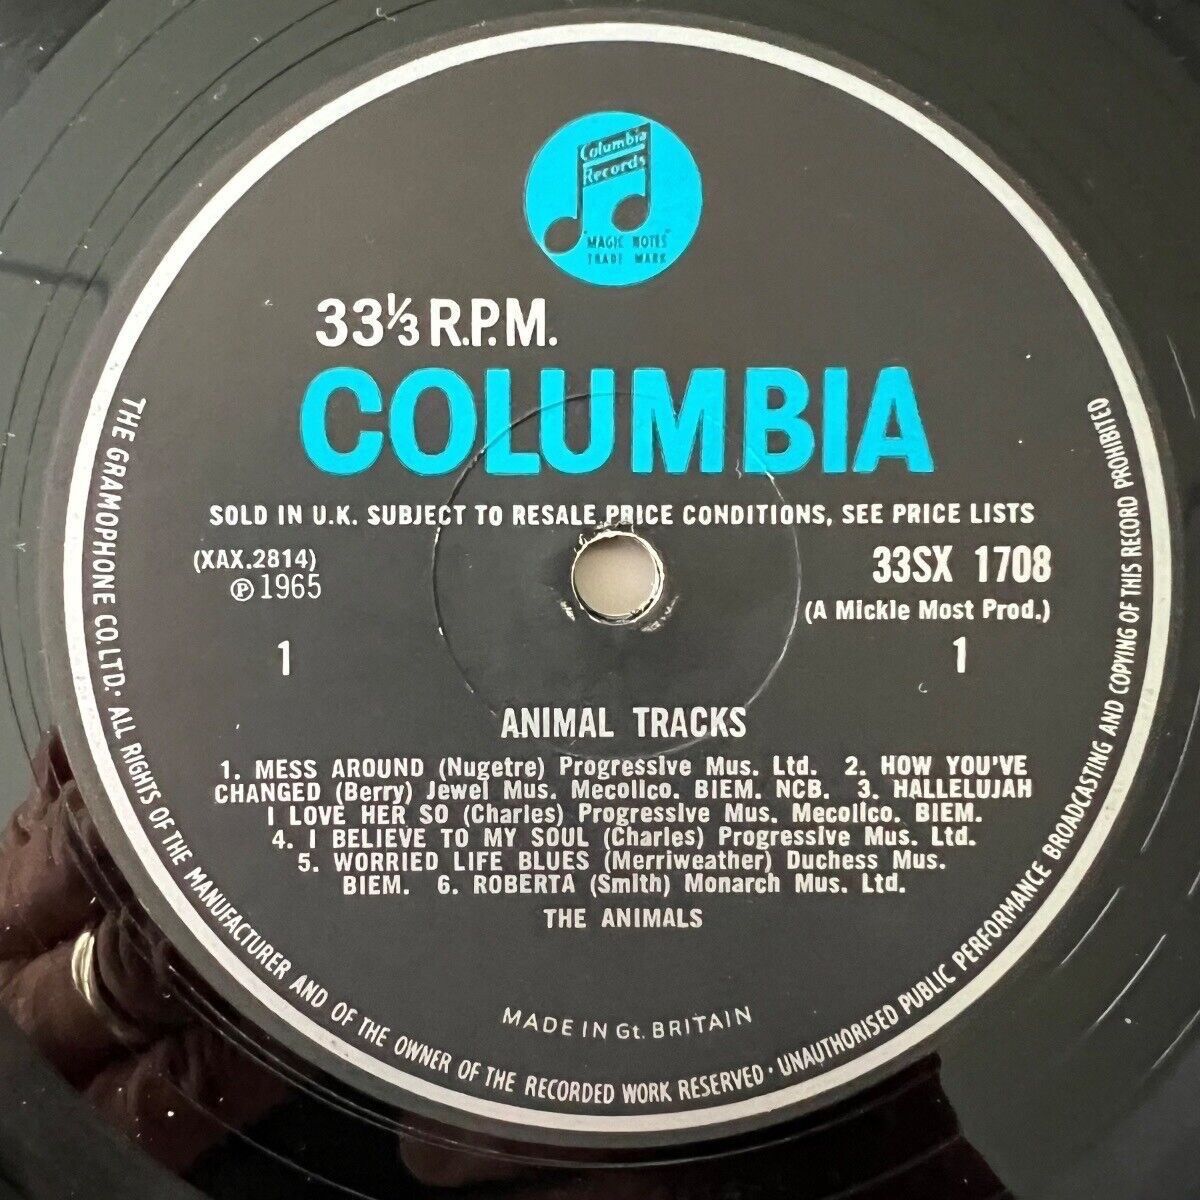 Columbia
Records
"MAGIC NOTES"
TRADE MARK
33⅓ R.P.M.
COLUMBIA
SOLD IN U.K. SUBJECT TO RESALE PRICE CONDITIONS, SEE PRICE LISTS
(XAX.2814)
33SX 1708
℗ 1965
(A Mickie Most Prod.)
1
1
ANIMAL TRACKS
1. MESS AROUND (Nugetre) Progressive Mus. Ltd. 2. HOW YOU'VE
CHANGED (Berry) Jewel Mus. Mecolico. BIEM. NCB. 3. HALLELUJAH
I LOVE HER SO (Charles) Progressive Mus. Mecolico. BIEM.
4. I BELIEVE TO MY SOUL (Charles) Progressive Mus. Ltd.
5. WORRIED LIFE BLUES (Merriweather) Duchess Mus.
BIEM. 6. ROBERTA (Smith) Monarch Mus. Ltd.
THE ANIMALS
MADE IN Gt. BRITAIN
THE GRAMOPHONE CO. LTD. · ALL RIGHTS OF THE MANUFACTURER AND OF THE OWNER OF THE RECORDED WORK RESERVED · UNAUTHORISED PUBLIC PERFORMANCE BROADCASTING AND COPYING OF THIS RECORD PROHIBITED